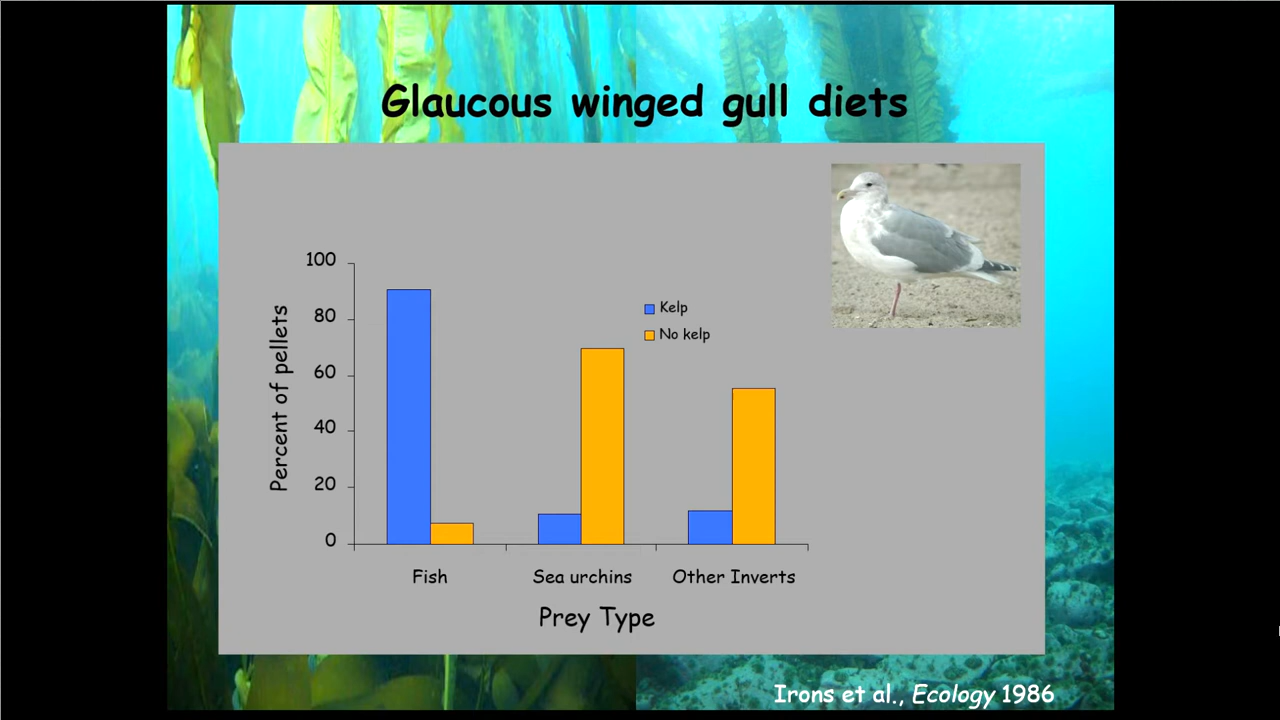 Glaucous winged gull diets
100
80
60
40
20
0
Percent of pellets
Kelp
No kelp
Fish
Sea urchins
Other Inverts
Prey Type
Irons et al., Ecology 1986